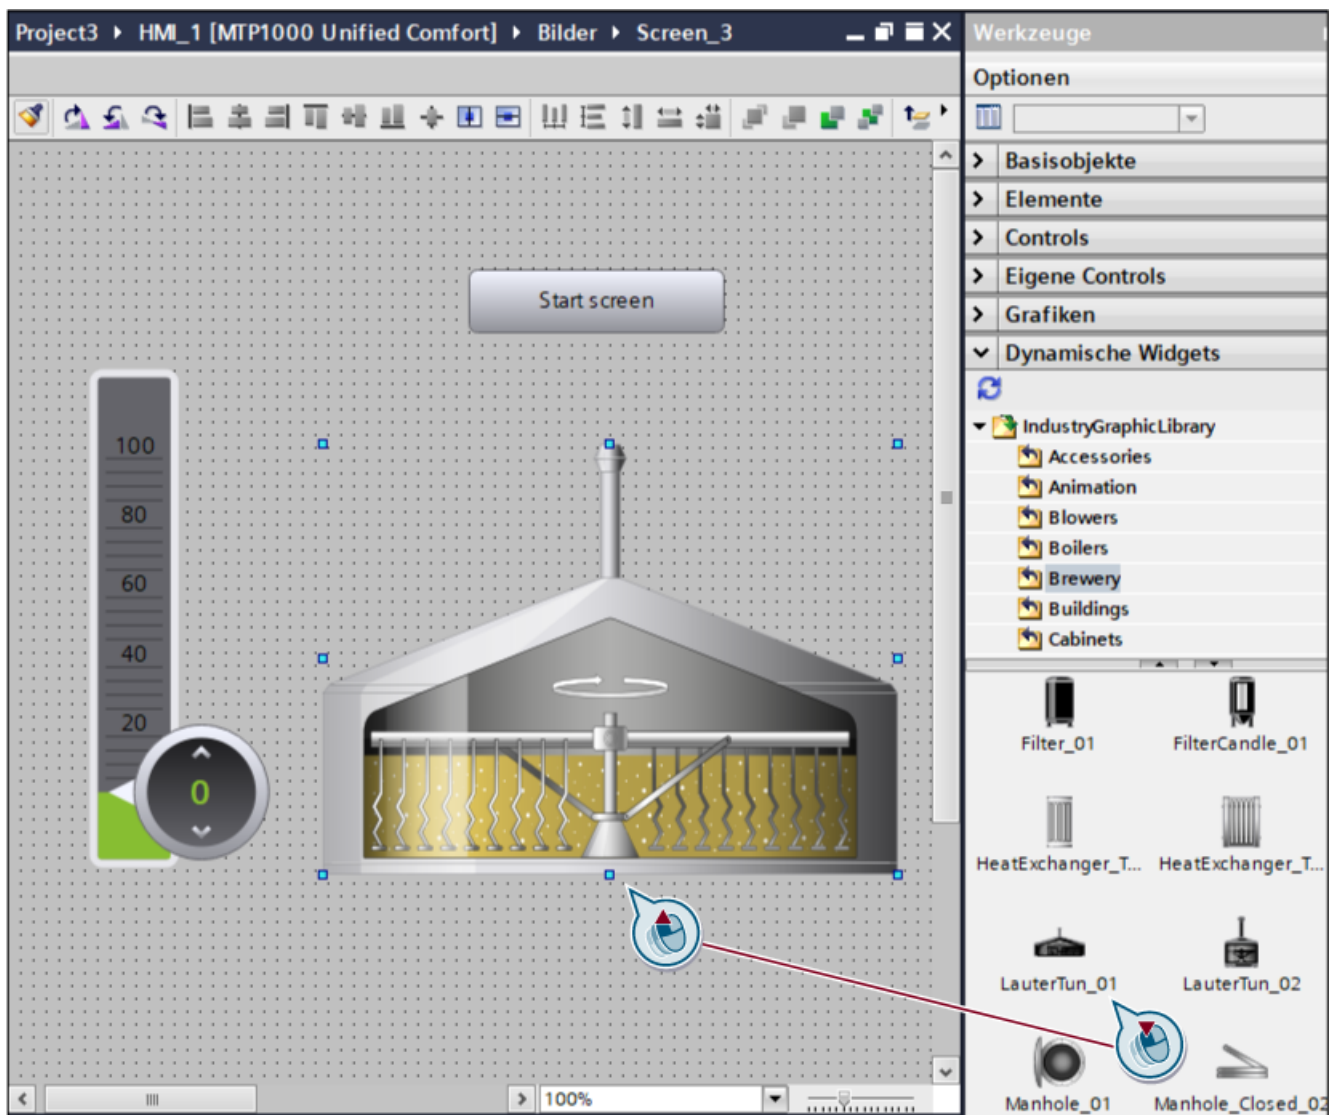 Project3 ▸ HMI_1 [MTP1000 Unified Comfort] ▸ Bilder ▸ Screen_3
Werkzeuge
Optionen
Basisobjekte
Elemente
Controls
Eigene Controls
Grafiken
Dynamische Widgets
IndustryGraphicLibrary
Accessories
Animation
Blowers
Boilers
Brewery
Buildings
Cabinets
Start screen
100
80
60
40
20
0
Filter_01
FilterCandle_01
HeatExchanger_T...
HeatExchanger_T...
LauterTun_01
LauterTun_02
Manhole_01
Manhole_Closed_02
100%